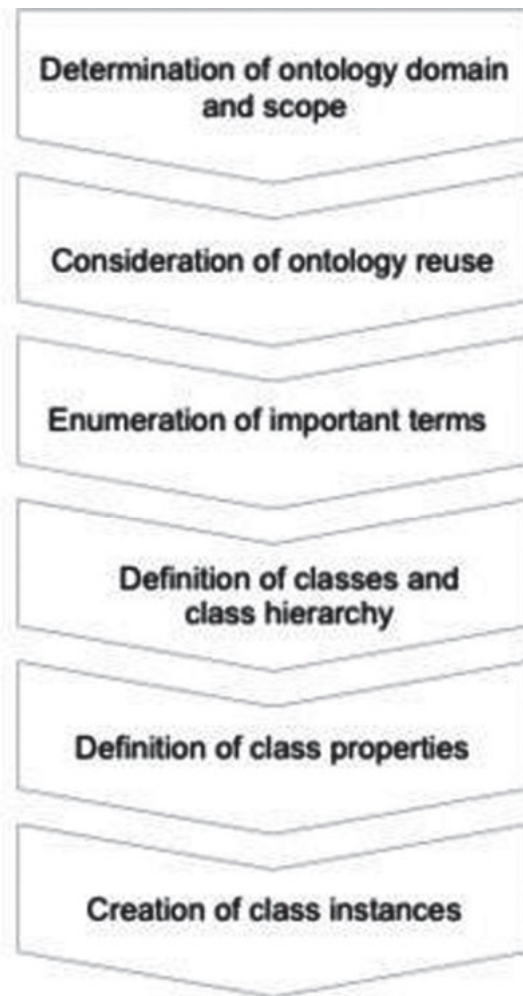 Determination of ontology domain
and scope
Consideration of ontology reuse
Enumeration of important terms
Definition of classes and
class hierarchy
Definition of class properties
Creation of class instances